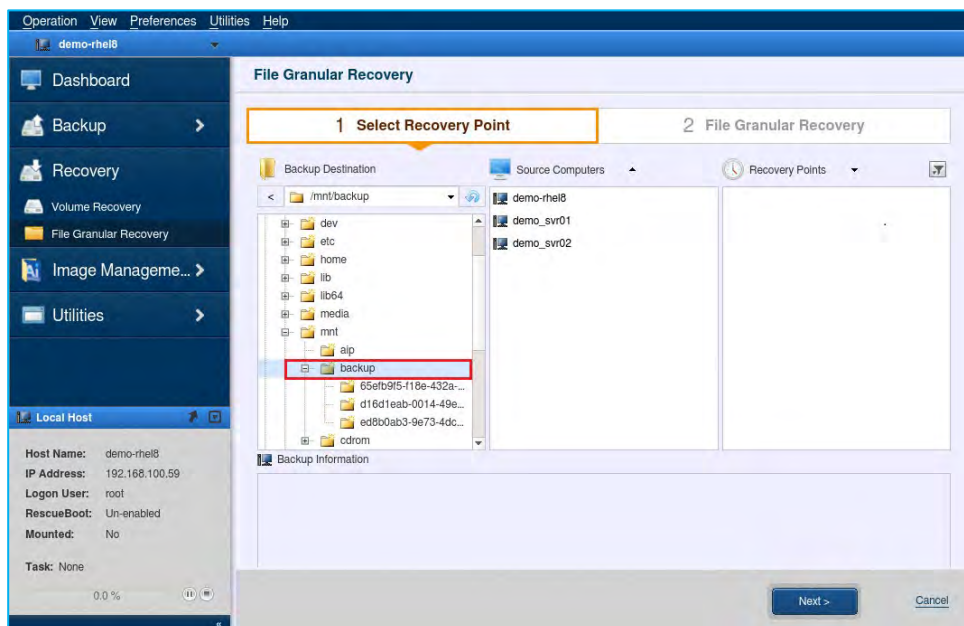 Operation View Preferences Utilities Help
demo-rhel8
Dashboard
Backup
Recovery
Volume Recovery
File Granular Recovery
Image Manageme...
Utilities
Local Host
Host Name: demo-rhel8
IP Address: 192.168.100.59
Logon User: root
RescueBoot: Un-enabled
Mounted: No
Task: None
0.0 %
File Granular Recovery
1 Select Recovery Point
2 File Granular Recovery
Backup Destination
/mnt/backup
dev
etc
home
lib
lib64
media
mnt
aip
backup
65efb9f5-f18e-432a-...
d16d1eab-0014-49e...
ed8b0ab3-9e73-4dc...
cdrom
Source Computers
demo-rhel8
demo_svr01
demo_svr02
Recovery Points
Backup Information
Next >
Cancel